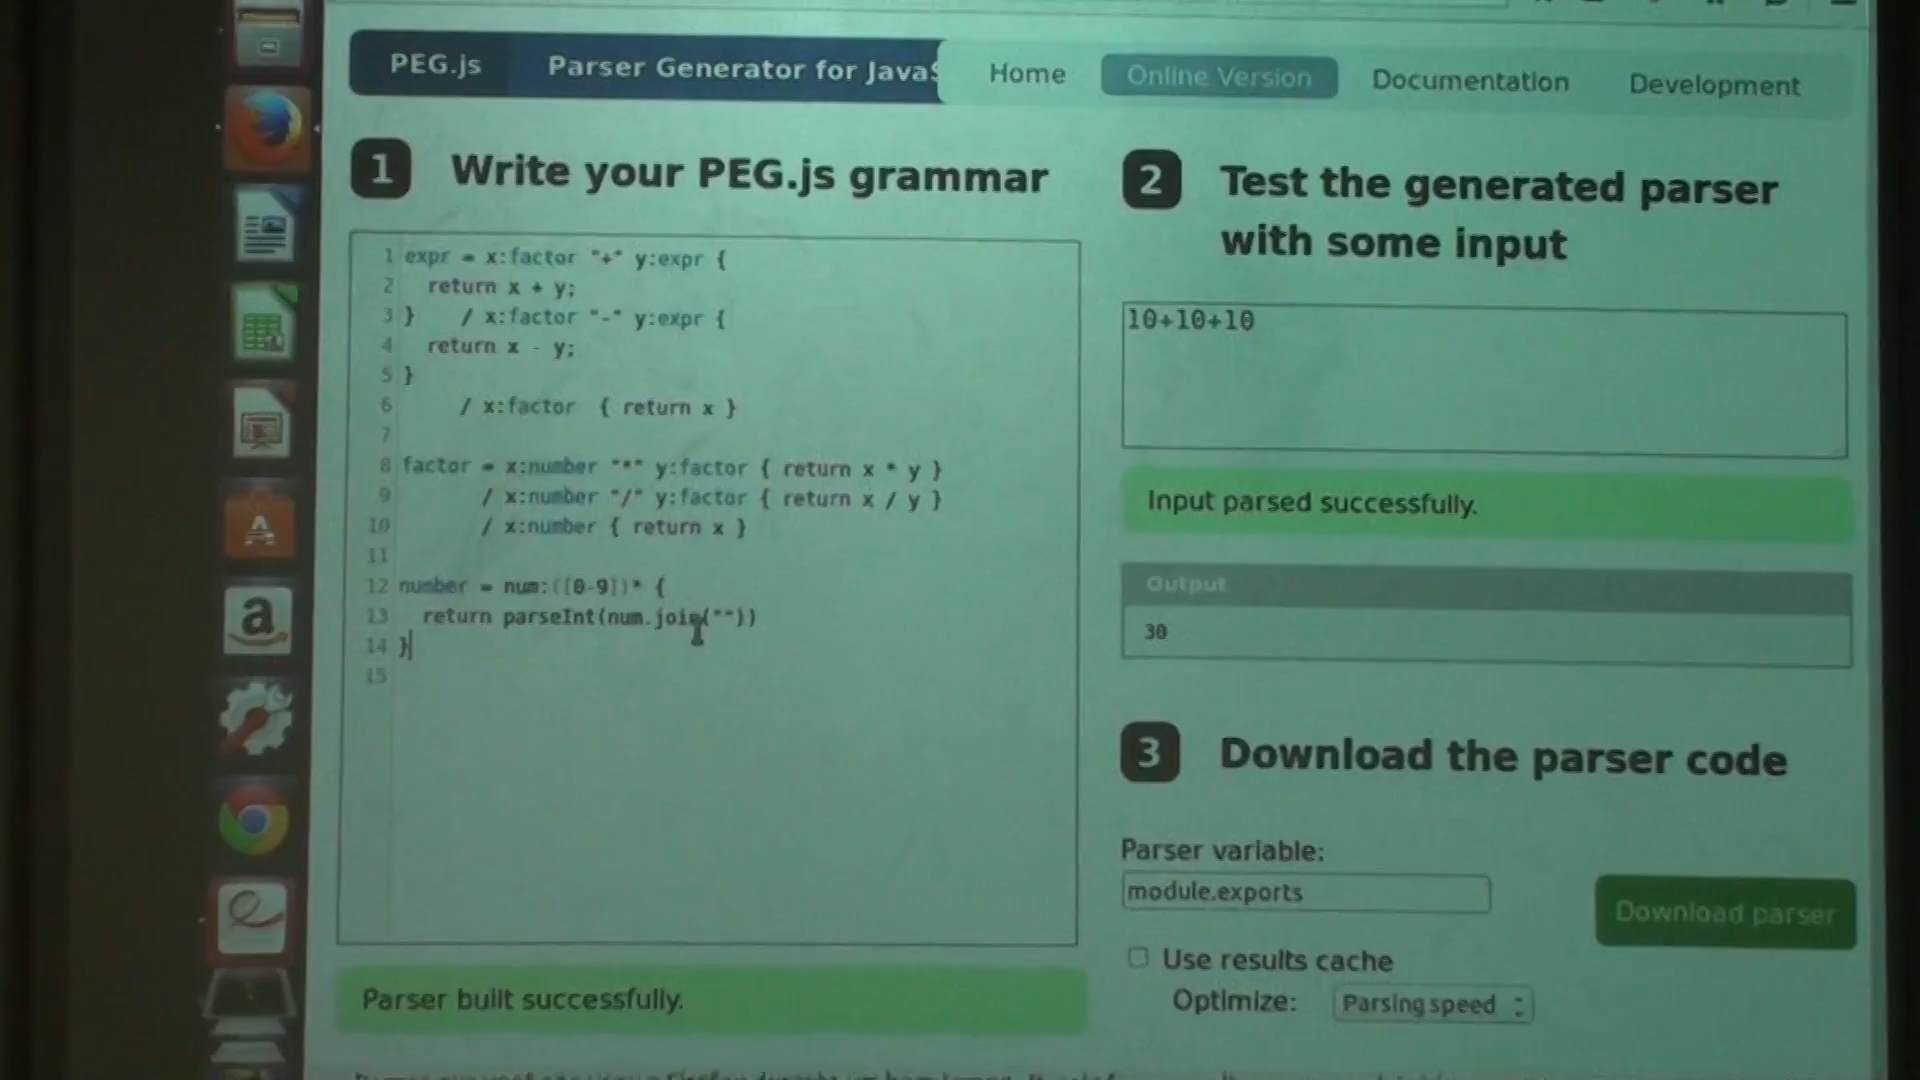 PEG.js Parser Generator for JavaS Home Online Version Documentation Development
1 Write your PEG.js grammar
1 expr = x:factor "+" y:expr {
2 return x + y;
3 } / x:factor "-" y:expr {
4 return x - y;
5 }
6 / x:factor { return x }
7
8 factor = x:number "*" y:factor { return x * y }
9 / x:number "/" y:factor { return x / y }
10 / x:number { return x }
11
12 number = num:([0-9])* {
13 return parseInt(num.join(""))
14 }
15
Parser built successfully.
2 Test the generated parser
with some input
10+10+10
Input parsed successfully.
Output
30
3 Download the parser code
Parser variable:
module.exports
Download parser
Use results cache
Optimize: Parsing speed